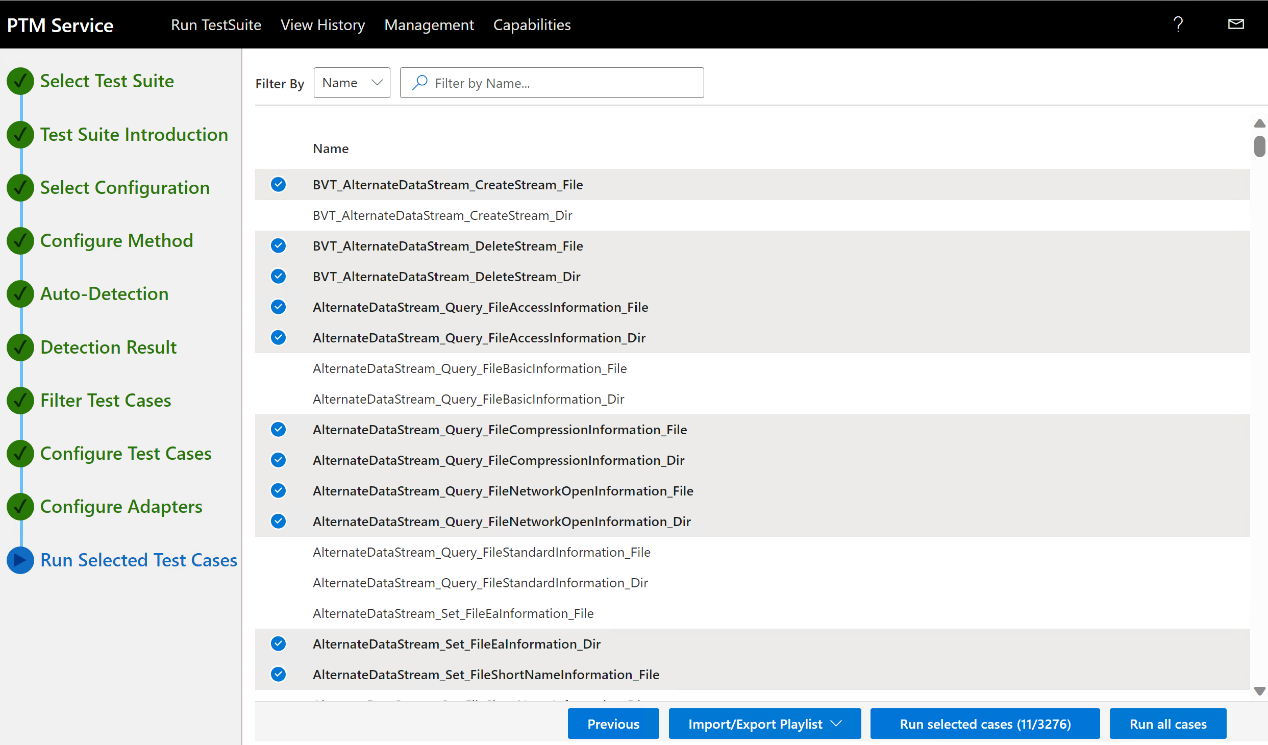 PTM Service Run TestSuite View History Management Capabilities ?
Select Test Suite
Test Suite Introduction
Select Configuration
Configure Method
Auto-Detection
Detection Result
Filter Test Cases
Configure Test Cases
Configure Adapters
Run Selected Test Cases
Filter By Name Filter by Name...
Name
BVT_AlternateDataStream_CreateStream_File
BVT_AlternateDataStream_CreateStream_Dir
BVT_AlternateDataStream_DeleteStream_File
BVT_AlternateDataStream_DeleteStream_Dir
AlternateDataStream_Query_FileAccessInformation_File
AlternateDataStream_Query_FileAccessInformation_Dir
AlternateDataStream_Query_FileBasicInformation_File
AlternateDataStream_Query_FileBasicInformation_Dir
AlternateDataStream_Query_FileCompressionInformation_File
AlternateDataStream_Query_FileCompressionInformation_Dir
AlternateDataStream_Query_FileNetworkOpenInformation_File
AlternateDataStream_Query_FileNetworkOpenInformation_Dir
AlternateDataStream_Query_FileStandardInformation_File
AlternateDataStream_Query_FileStandardInformation_Dir
AlternateDataStream_Set_FileEaInformation_File
AlternateDataStream_Set_FileEaInformation_Dir
AlternateDataStream_Set_FileShortNameInformation_File
Previous Import/Export Playlist Run selected cases (11/3276) Run all cases